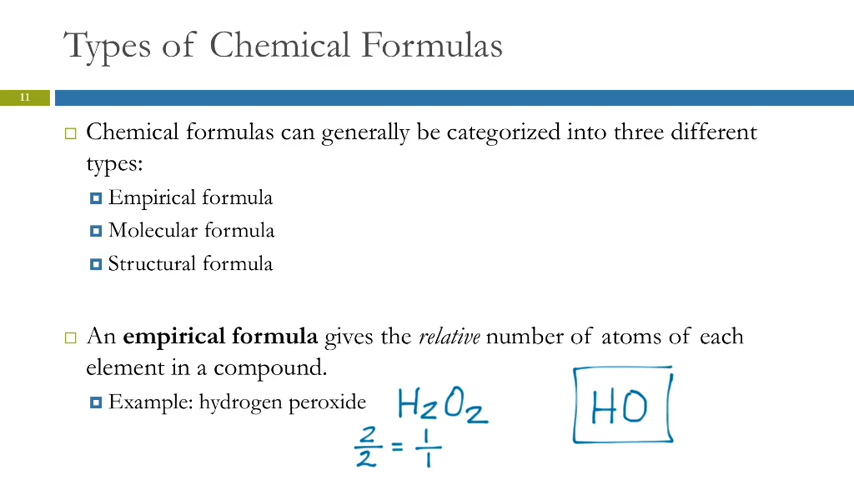 Types of Chemical Formulas
11
Chemical formulas can generally be categorized into three different
types:
Empirical formula
Molecular formula
Structural formula
An empirical formula gives the relative number of atoms of each
element in a compound.
Example: hydrogen peroxide H₂O₂
HO
2/2 = 1/1